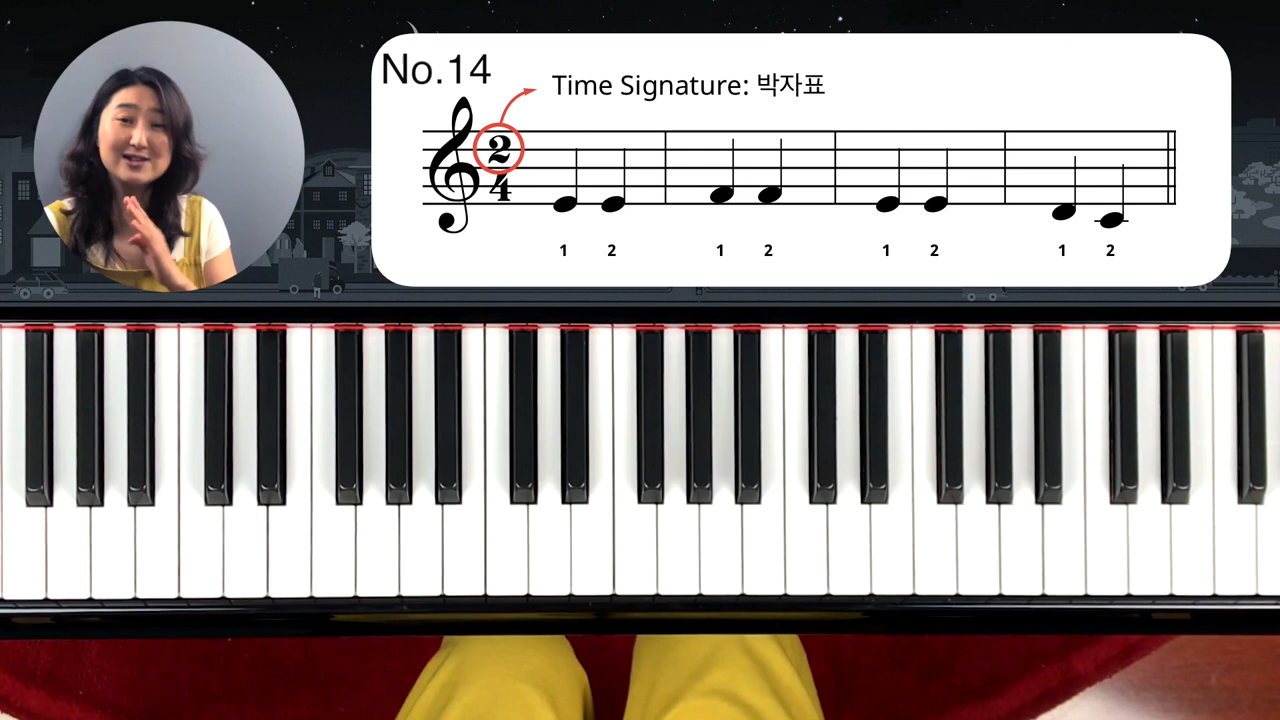 No.14
Time Signature: 박자표
2
4
1 2 1 2 1 2 1 2